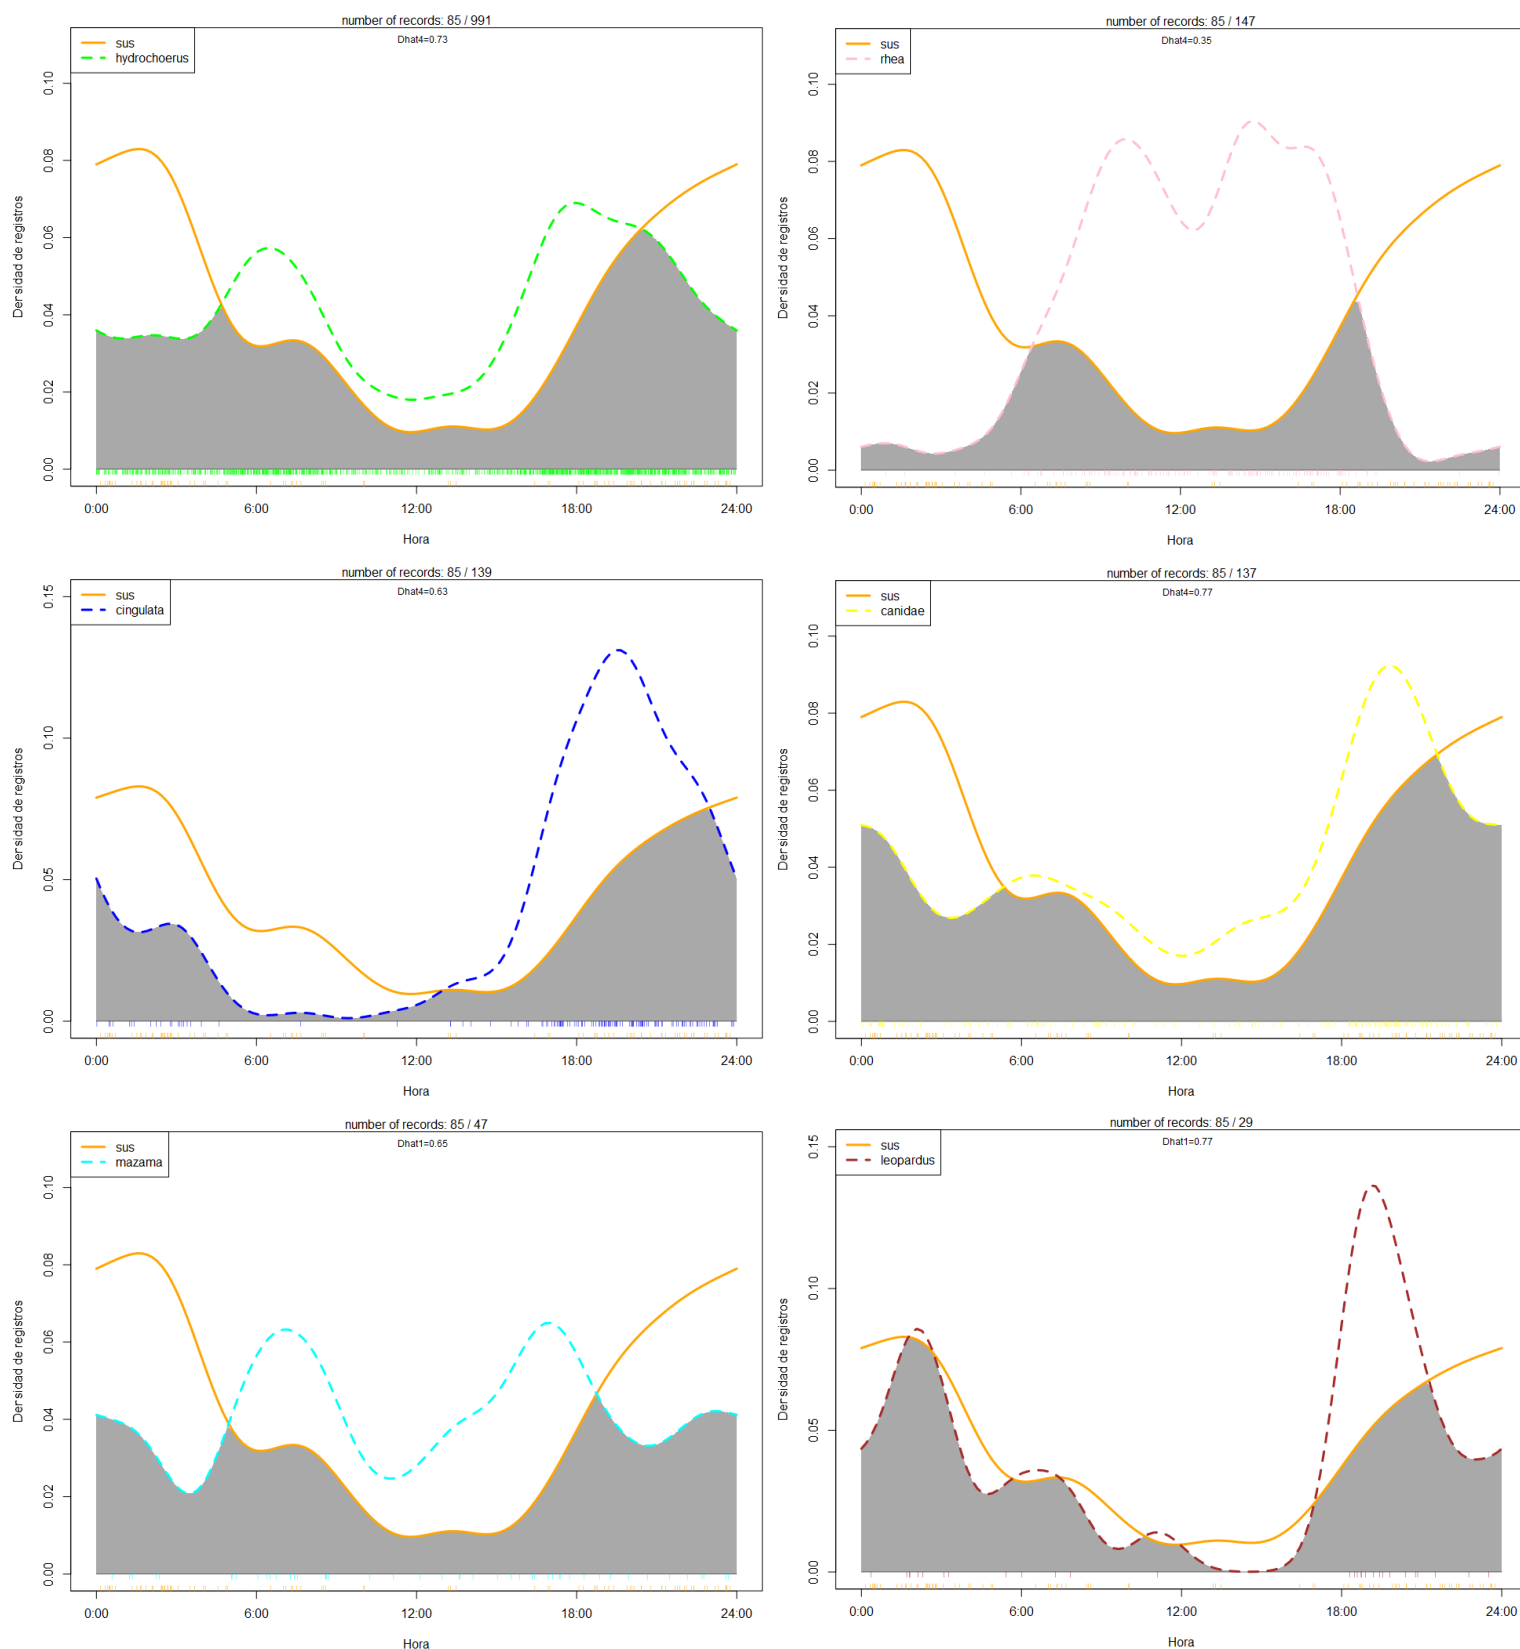 number of records: 85 / 991
Dhat4=0.73
sus
hydrochoerus
Densidad de registros
0.00
0.02
0.04
0.06
0.08
0.10
0:00
6:00
12:00
18:00
24:00
Hora
number of records: 85 / 147
Dhat4=0.35
sus
rhea
Densidad de registros
0.00
0.02
0.04
0.06
0.08
0.10
0:00
6:00
12:00
18:00
24:00
Hora
number of records: 85 / 139
Dhat4=0.63
sus
cingulata
Densidad de registros
0.00
0.05
0.10
0.15
0:00
6:00
12:00
18:00
24:00
Hora
number of records: 85 / 137
Dhat4=0.77
sus
canidae
Densidad de registros
0.00
0.02
0.04
0.06
0.08
0.10
0:00
6:00
12:00
18:00
24:00
Hora
number of records: 85 / 47
Dhat1=0.65
sus
mazama
Densidad de registros
0.00
0.02
0.04
0.06
0.08
0.10
0:00
6:00
12:00
18:00
24:00
Hora
number of records: 85 / 29
Dhat1=0.77
sus
leopardus
Densidad de registros
0.00
0.05
0.10
0.15
0:00
6:00
12:00
18:00
24:00
Hora